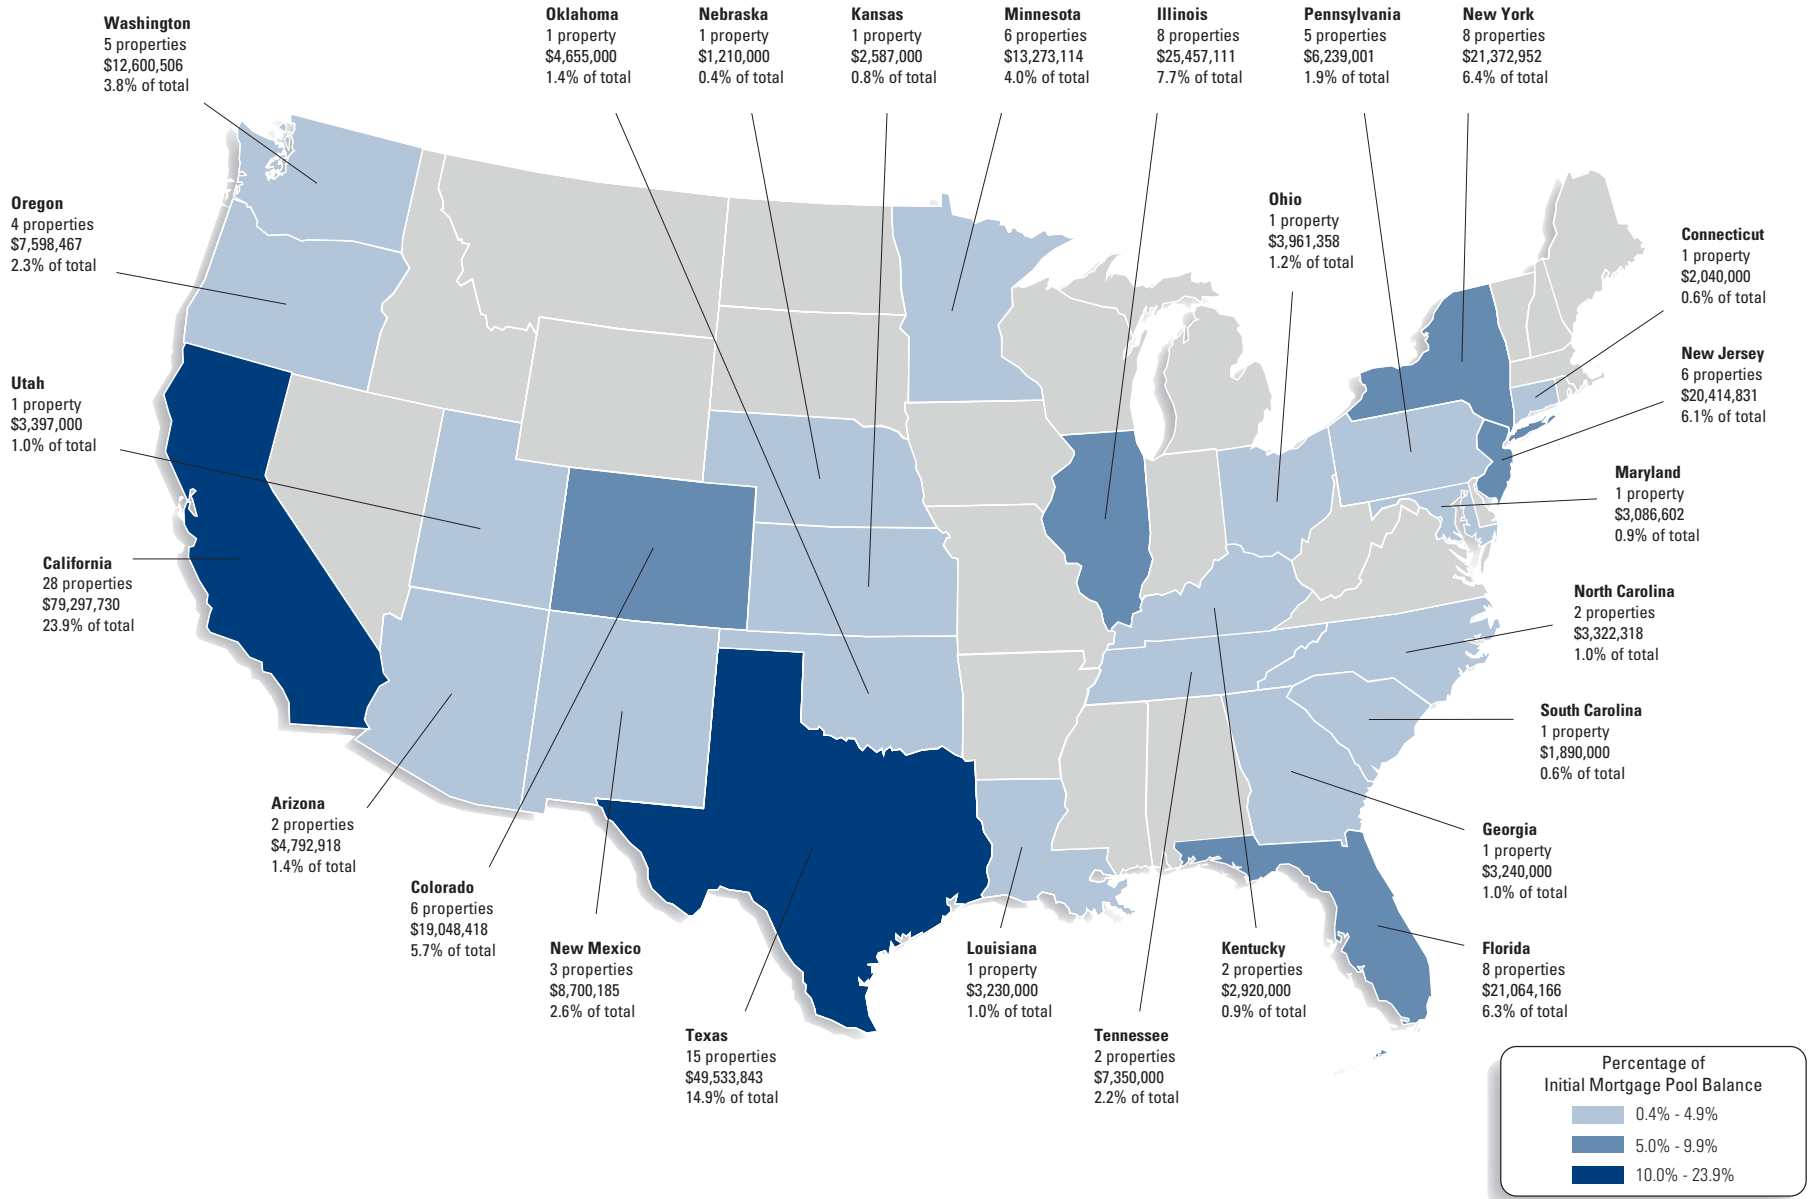 Washington
5 properties
$12,600,506
3.8% of total
Oklahoma
1 property
$4,655,000
1.4% of total
Nebraska
1 property
$1,210,000
0.4% of total
Kansas
1 property
$2,587,000
0.8% of total
Minnesota
6 properties
$13,273,114
4.0% of total
Illinois
8 properties
$25,457,111
7.7% of total
Pennsylvania
5 properties
$6,239,001
1.9% of total
New York
8 properties
$21,372,952
6.4% of total
Oregon
4 properties
$7,598,467
2.3% of total
Ohio
1 property
$3,961,358
1.2% of total
Connecticut
1 property
$2,040,000
0.6% of total
New Jersey
6 properties
$20,414,831
6.1% of total
Utah
1 property
$3,397,000
1.0% of total
Maryland
1 property
$3,086,602
0.9% of total
California
28 properties
$79,297,730
23.9% of total
North Carolina
2 properties
$3,322,318
1.0% of total
South Carolina
1 property
$1,890,000
0.6% of total
Arizona
2 properties
$4,792,918
1.4% of total
Georgia
1 property
$3,240,000
1.0% of total
Colorado
6 properties
$19,048,418
5.7% of total
New Mexico
3 properties
$8,700,185
2.6% of total
Louisiana
1 property
$3,230,000
1.0% of total
Kentucky
2 properties
$2,920,000
0.9% of total
Florida
8 properties
$21,064,166
6.3% of total
Texas
15 properties
$49,533,843
14.9% of total
Tennessee
2 properties
$7,350,000
2.2% of total
Percentage of
Initial Mortgage Pool Balance
0.4% - 4.9%
5.0% - 9.9%
10.0% - 23.9%